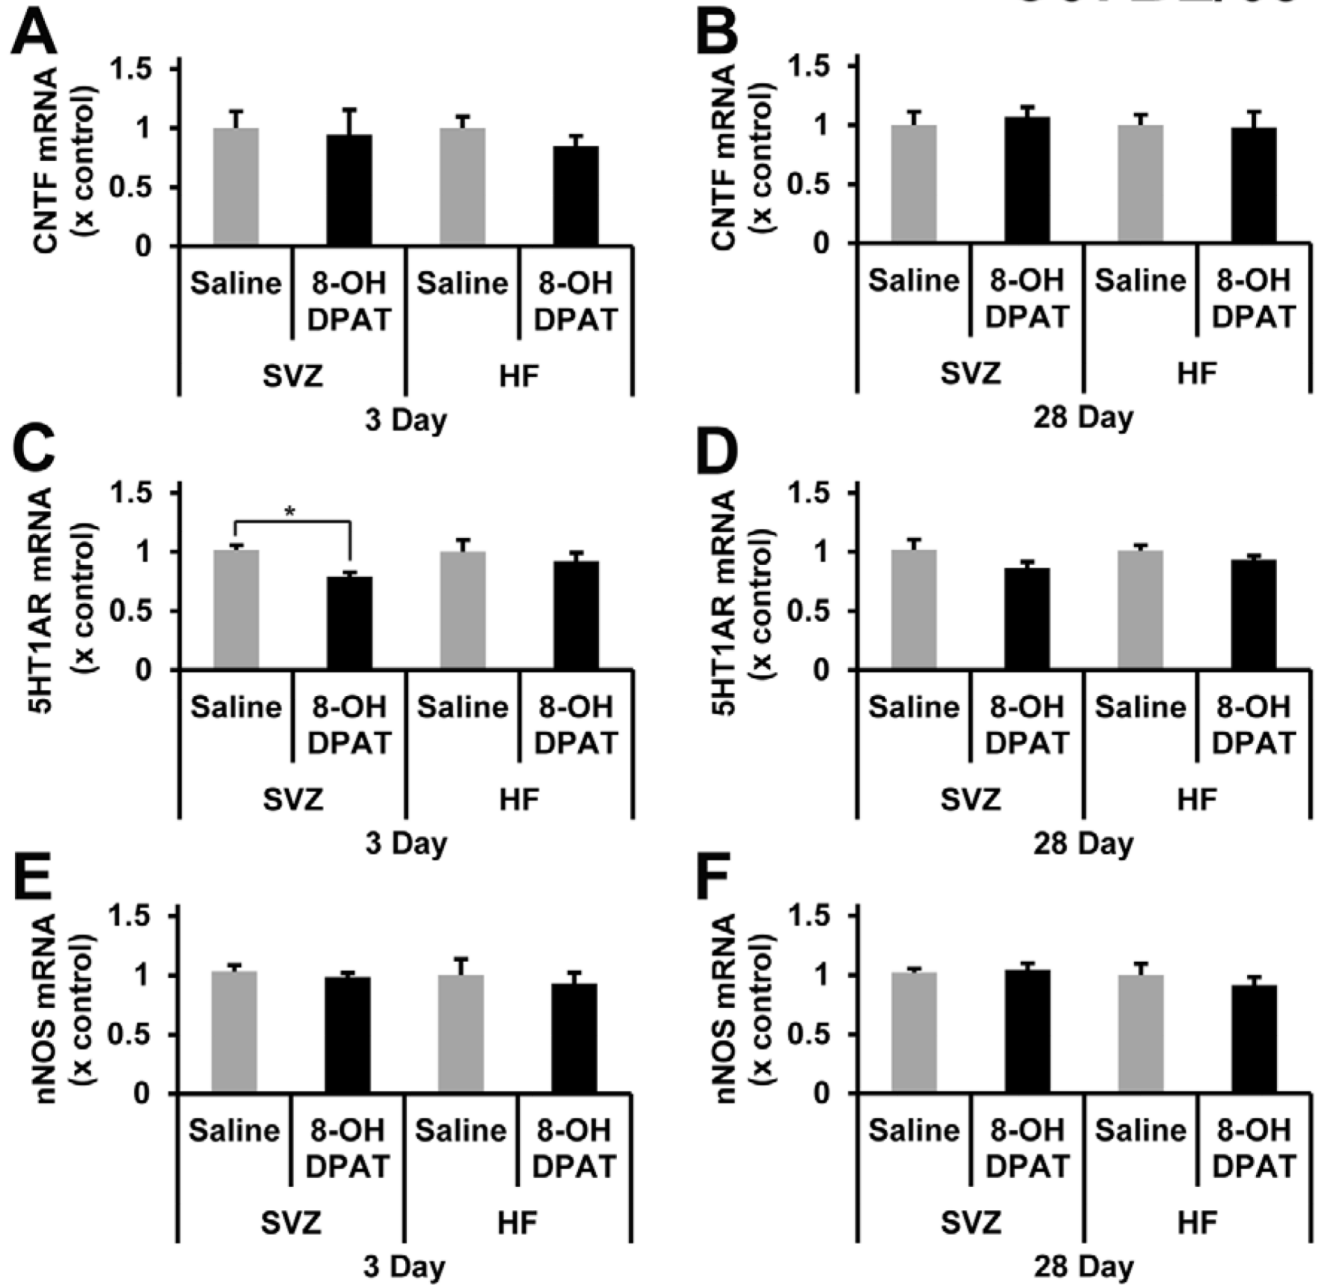 A
CNTF mRNA
(x control)
1.5
1
0.5
0
Saline
8-OH
DPAT
Saline
8-OH
DPAT
SVZ
HF
3 Day
B
CNTF mRNA
(x control)
1.5
1
0.5
0
Saline
8-OH
DPAT
Saline
8-OH
DPAT
SVZ
HF
28 Day
C
5HT1AR mRNA
(x control)
1.5
1
0.5
0
*
Saline
8-OH
DPAT
Saline
8-OH
DPAT
SVZ
HF
3 Day
D
5HT1AR mRNA
(x control)
1.5
1
0.5
0
Saline
8-OH
DPAT
Saline
8-OH
DPAT
SVZ
HF
28 Day
E
nNOS mRNA
(x control)
1.5
1
0.5
0
Saline
8-OH
DPAT
Saline
8-OH
DPAT
SVZ
HF
3 Day
F
nNOS mRNA
(x control)
1.5
1
0.5
0
Saline
8-OH
DPAT
Saline
8-OH
DPAT
SVZ
HF
28 Day